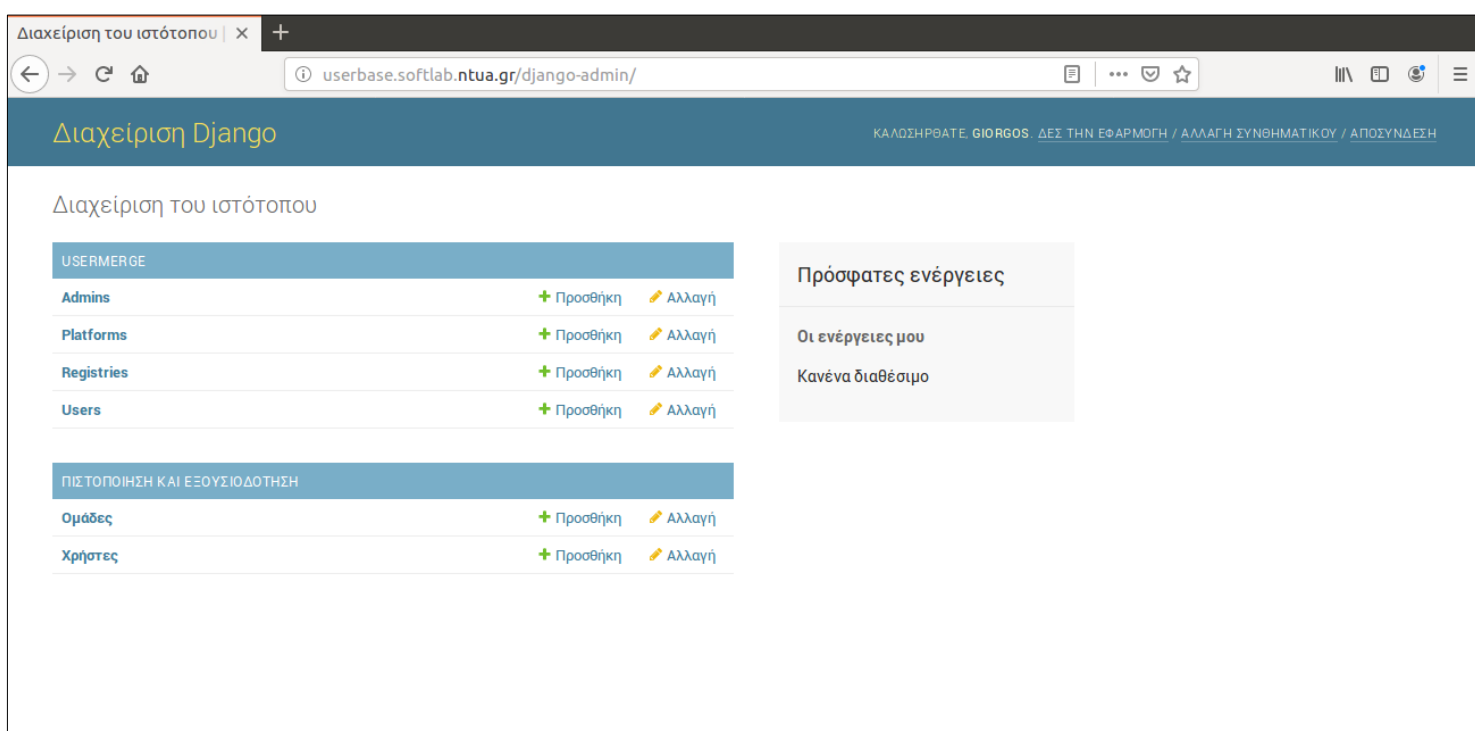 Διαχείριση του ιστότοπου |
userbase.softlab.ntua.gr/django-admin/
Διαχείριση Django
ΚΑΛΩΣΗΡΘΑΤΕ, GIORGOS. ΔΕΣ ΤΗΝ ΕΦΑΡΜΟΓΗ / ΑΛΛΑΓΗ ΣΥΝΘΗΜΑΤΙΚΟΥ / ΑΠΟΣΥΝΔΕΣΗ
Διαχείριση του ιστότοπου
USERMERGE
Admins Προσθήκη Αλλαγή
Platforms Προσθήκη Αλλαγή
Registries Προσθήκη Αλλαγή
Users Προσθήκη Αλλαγή
ΠΙΣΤΟΠΟΙΗΣΗ ΚΑΙ ΕΞΟΥΣΙΟΔΟΤΗΣΗ
Ομάδες Προσθήκη Αλλαγή
Χρήστες Προσθήκη Αλλαγή
Πρόσφατες ενέργειες
Οι ενέργειες μου
Κανένα διαθέσιμο